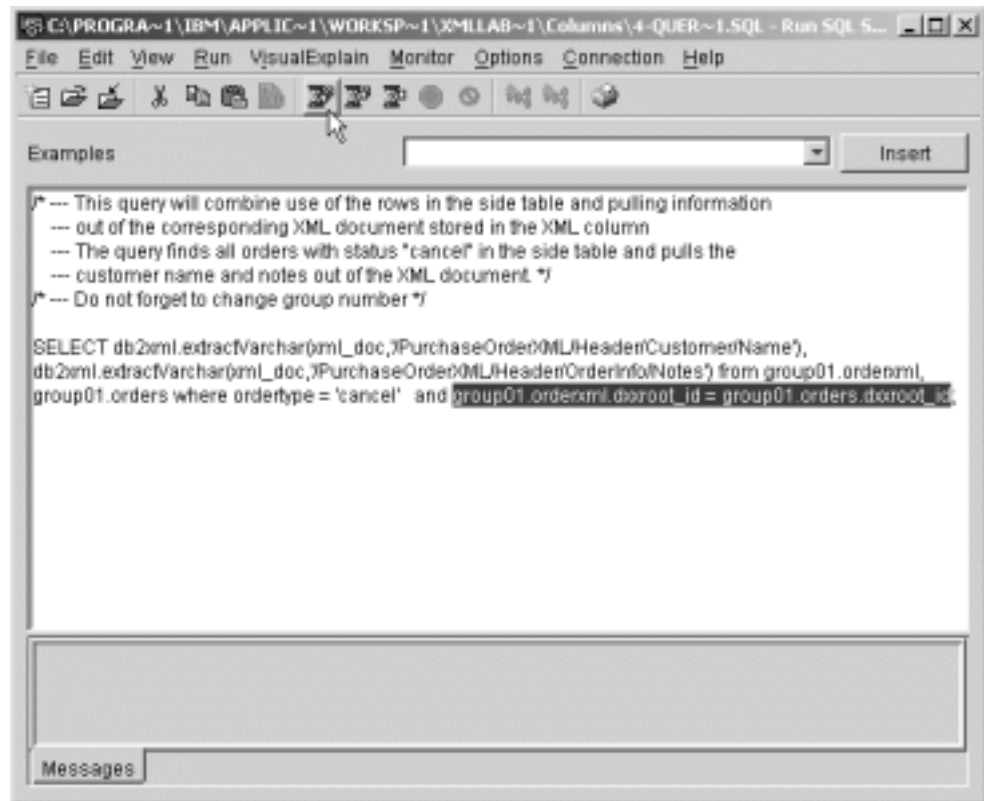 C:\PROGRA~1\IBM\APPLIC~1\WORKSP~1\XMLLAB~1\Columns\4-QUER~1.SQL - Run SQL S...
File Edit View Run VisualExplain Monitor Options Connection Help
Examples
Insert
/* --- This query will combine use of the rows in the side table and pulling information
--- out of the corresponding XML document stored in the XML column
--- The query finds all orders with status "cancel" in the side table and pulls the
--- customer name and notes out of the XML document. */
/* --- Do not forget to change group number */
SELECT db2xml.extractVarchar(xml_doc,'/PurchaseOrderXML/Header/Customer/Name'),
db2xml.extractVarchar(xml_doc,'/PurchaseOrderXML/Header/OrderInfo/Notes') from group01.orderxml,
group01.orders where ordertype = 'cancel' and group01.orderxml.dxxroot_id = group01.orders.dxxroot_id;
Messages